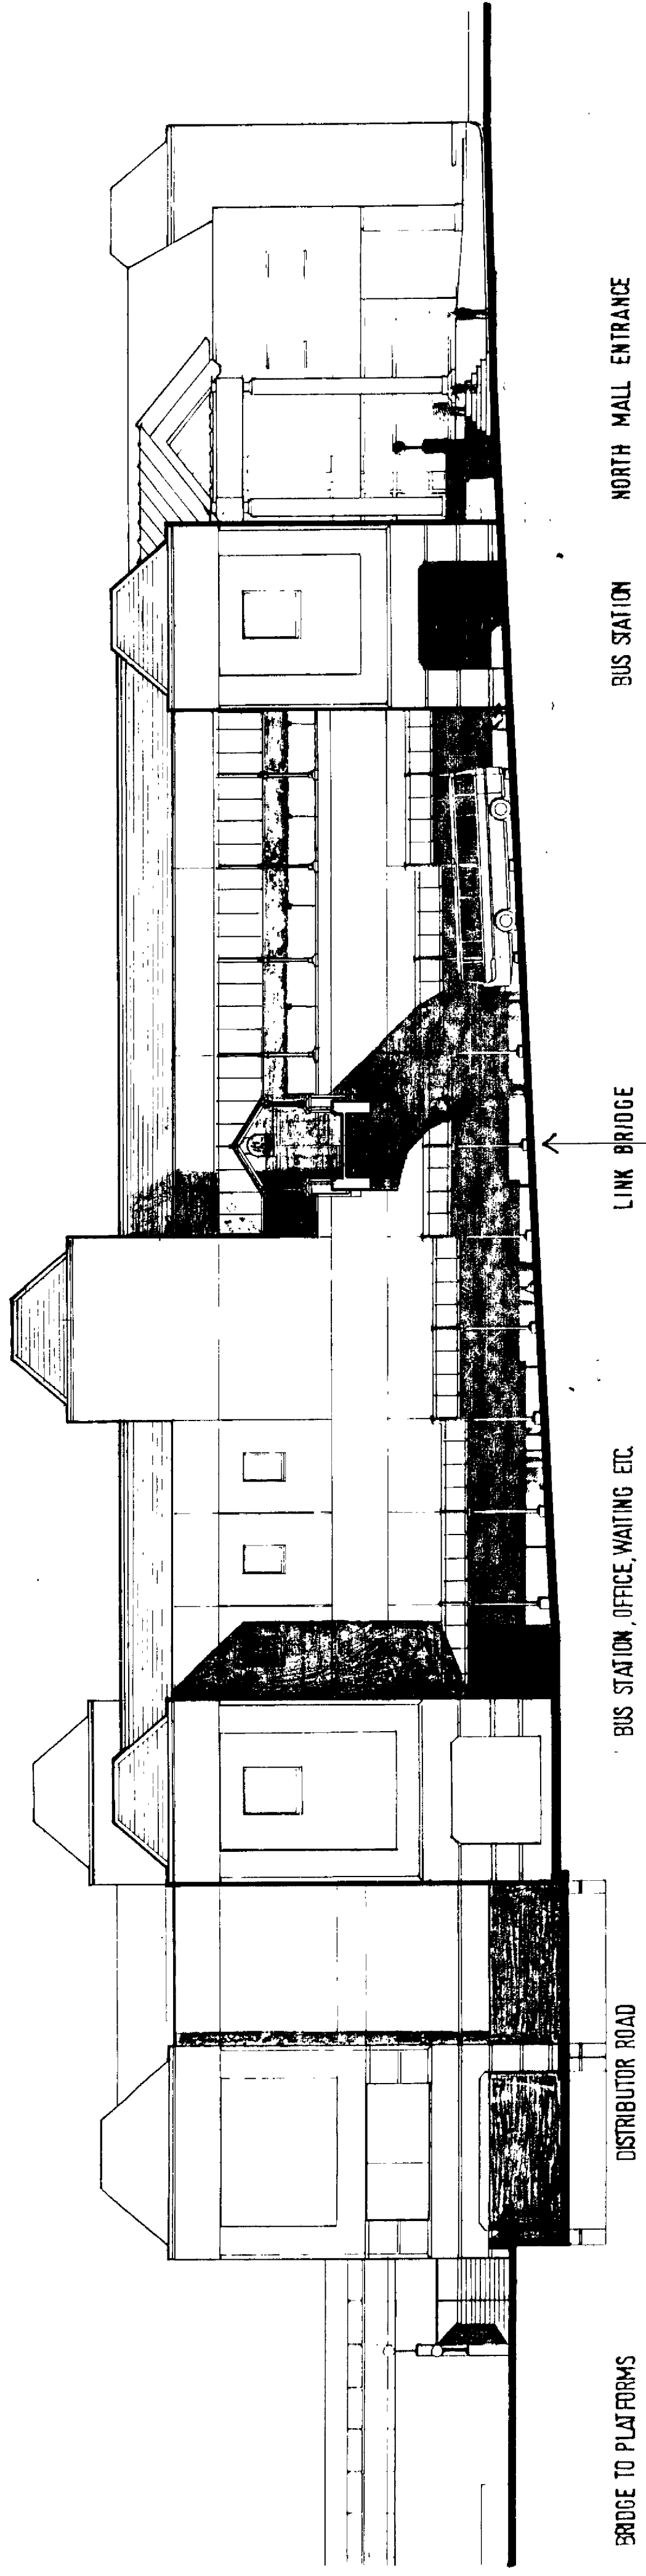 BRIDGE TO PLATFORMS
DISTRIBUTOR ROAD
BUS STATION, OFFICE, WAITING ETC.
LINK BRIDGE
BUS STATION
NORTH MALL ENTRANCE